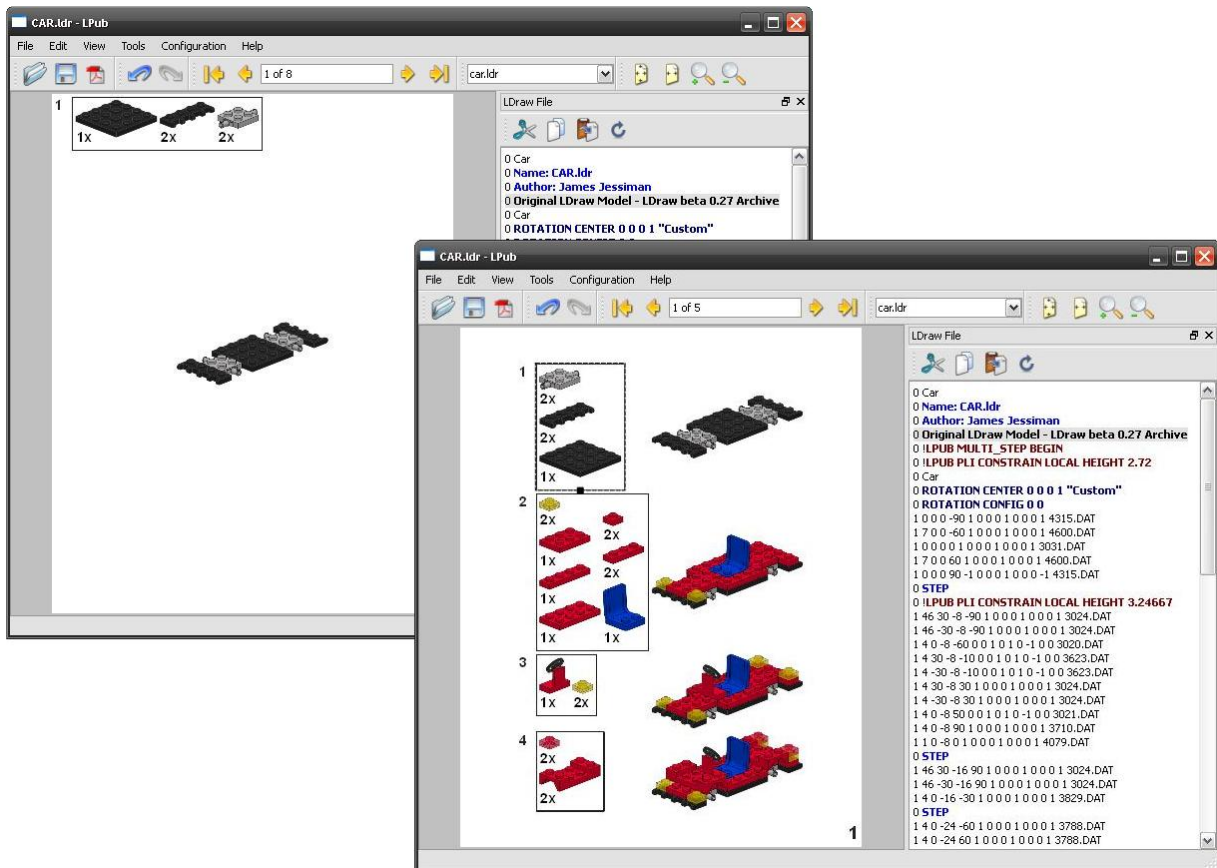 CAR.ldr - LPub
File Edit View Tools Configuration Help
1 of 8
car.ldr
1
1x 2x 2x
LDraw File
0 Car
0 Name: CAR.ldr
0 Author: James Jessiman
0 Original LDraw Model - LDraw beta 0.27 Archive
0 Car
0 ROTATION CENTER 0 0 0 1 "Custom"
CAR.ldr - LPub
File Edit View Tools Configuration Help
1 of 5
car.ldr
1
2x
2x
1x
2
2x
2x
1x
2x
1x
1x 1x
3
1x 2x
4
2x
2x
1
LDraw File
0 Car
0 Name: CAR.ldr
0 Author: James Jessiman
0 Original LDraw Model - LDraw beta 0.27 Archive
0 !LPUB MULTI_STEP BEGIN
0 !LPUB PLI CONSTRAIN LOCAL HEIGHT 2.72
0 Car
0 ROTATION CENTER 0 0 0 1 "Custom"
0 ROTATION CONFIG 0 0
1 0 0 0 -90 1 0 0 0 1 0 0 0 1 4315.DAT
1 7 0 0 -60 1 0 0 0 1 0 0 0 1 4600.DAT
1 0 0 0 0 1 0 0 0 1 0 0 0 1 3031.DAT
1 7 0 0 60 1 0 0 0 1 0 0 0 1 4600.DAT
1 0 0 0 90 -1 0 0 0 1 0 0 0 -1 4315.DAT
0 STEP
0 !LPUB PLI CONSTRAIN LOCAL HEIGHT 3.24667
1 46 30 -8 -90 1 0 0 0 1 0 0 0 1 3024.DAT
1 46 -30 -8 -90 1 0 0 0 1 0 0 0 1 3024.DAT
1 4 0 -8 -60 0 0 1 0 1 0 -1 0 0 3020.DAT
1 4 30 -8 -10 0 0 1 0 1 0 -1 0 0 3623.DAT
1 4 -30 -8 -10 0 0 1 0 1 0 -1 0 0 3623.DAT
1 4 30 -8 30 1 0 0 0 1 0 0 0 1 3024.DAT
1 4 -30 -8 30 1 0 0 0 1 0 0 0 1 3024.DAT
1 4 0 -8 50 0 0 1 0 1 0 -1 0 0 3021.DAT
1 4 0 -8 90 1 0 0 0 1 0 0 0 1 3710.DAT
1 1 0 -8 0 1 0 0 0 1 0 0 0 1 4079.DAT
0 STEP
1 46 30 -16 90 1 0 0 0 1 0 0 0 1 3024.DAT
1 46 -30 -16 90 1 0 0 0 1 0 0 0 1 3024.DAT
1 4 0 -16 -30 1 0 0 0 1 0 0 0 1 3829.DAT
0 STEP
1 4 0 -24 -60 1 0 0 0 1 0 0 0 1 3788.DAT
1 4 0 -24 60 1 0 0 0 1 0 0 0 1 3788.DAT